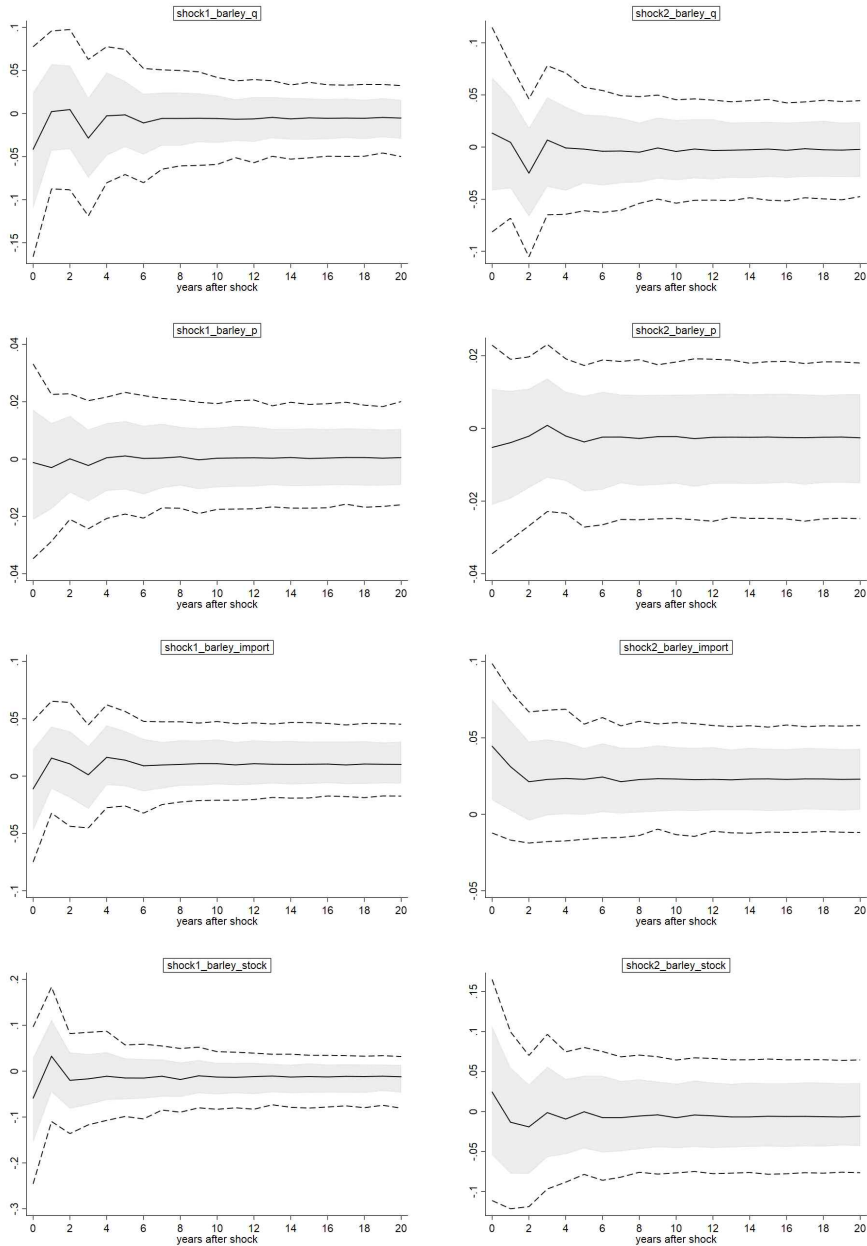 shock1_barley_q
.1
.05
0
-.05
-.1
-.15
0 2 4 6 8 10 12 14 16 18 20
years after shock
shock2_barley_q
.1
.05
0
-.05
-.1
0 2 4 6 8 10 12 14 16 18 20
years after shock
shock1_barley_p
.04
.02
0
-.02
-.04
0 2 4 6 8 10 12 14 16 18 20
years after shock
shock2_barley_p
.02
0
-.02
-.04
0 2 4 6 8 10 12 14 16 18 20
years after shock
shock1_barley_import
.1
.05
0
-.05
-.1
0 2 4 6 8 10 12 14 16 18 20
years after shock
shock2_barley_import
.1
.05
0
-.05
0 2 4 6 8 10 12 14 16 18 20
years after shock
shock1_barley_stock
.2
.1
0
-.1
-.2
-.3
0 2 4 6 8 10 12 14 16 18 20
years after shock
shock2_barley_stock
.15
.1
.05
0
-.05
-.1
0 2 4 6 8 10 12 14 16 18 20
years after shock